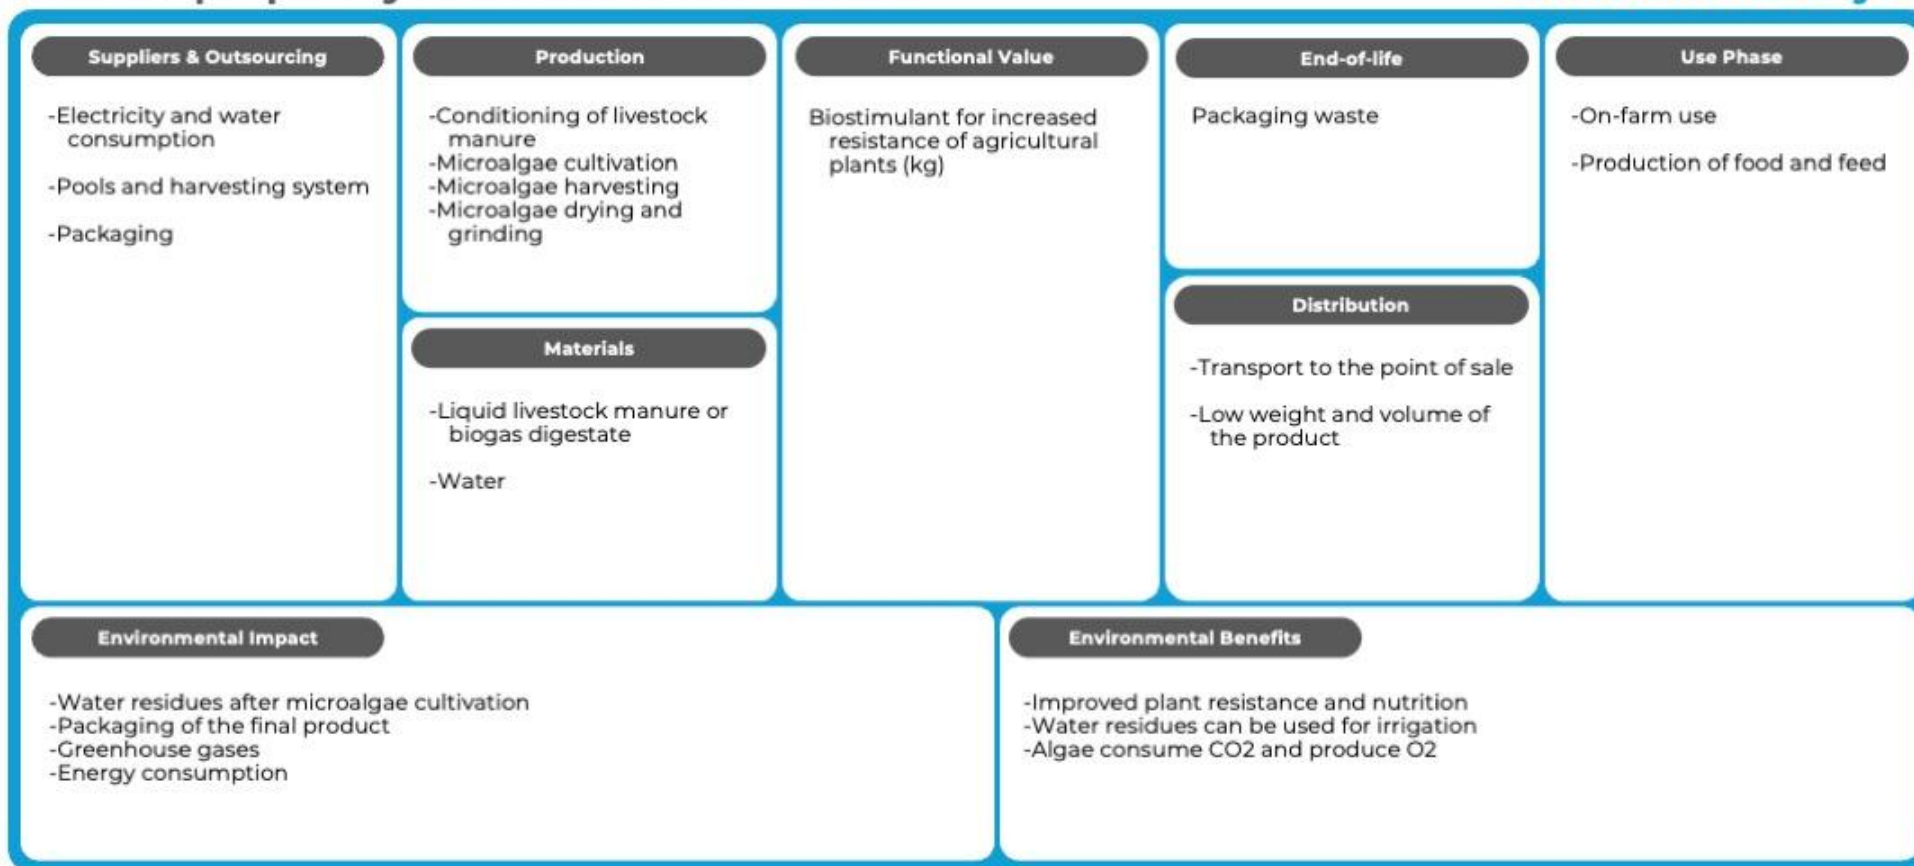 Suppliers & Outsourcing
-Electricity and water
consumption
-Pools and harvesting system
-Packaging
Production
-Conditioning of livestock
manure
-Microalgae cultivation
-Microalgae harvesting
-Microalgae drying and
grinding
Materials
-Liquid livestock manure or
biogas digestate
-Water
Functional Value
Biostimulant for increased
resistance of agricultural
plants (kg)
End-of-life
Packaging waste
Distribution
-Transport to the point of sale
-Low weight and volume of
the product
Use Phase
-On-farm use
-Production of food and feed
Environmental Impact
-Water residues after microalgae cultivation
-Packaging of the final product
-Greenhouse gases
-Energy consumption
Environmental Benefits
-Improved plant resistance and nutrition
-Water residues can be used for irrigation
-Algae consume CO2 and produce O2